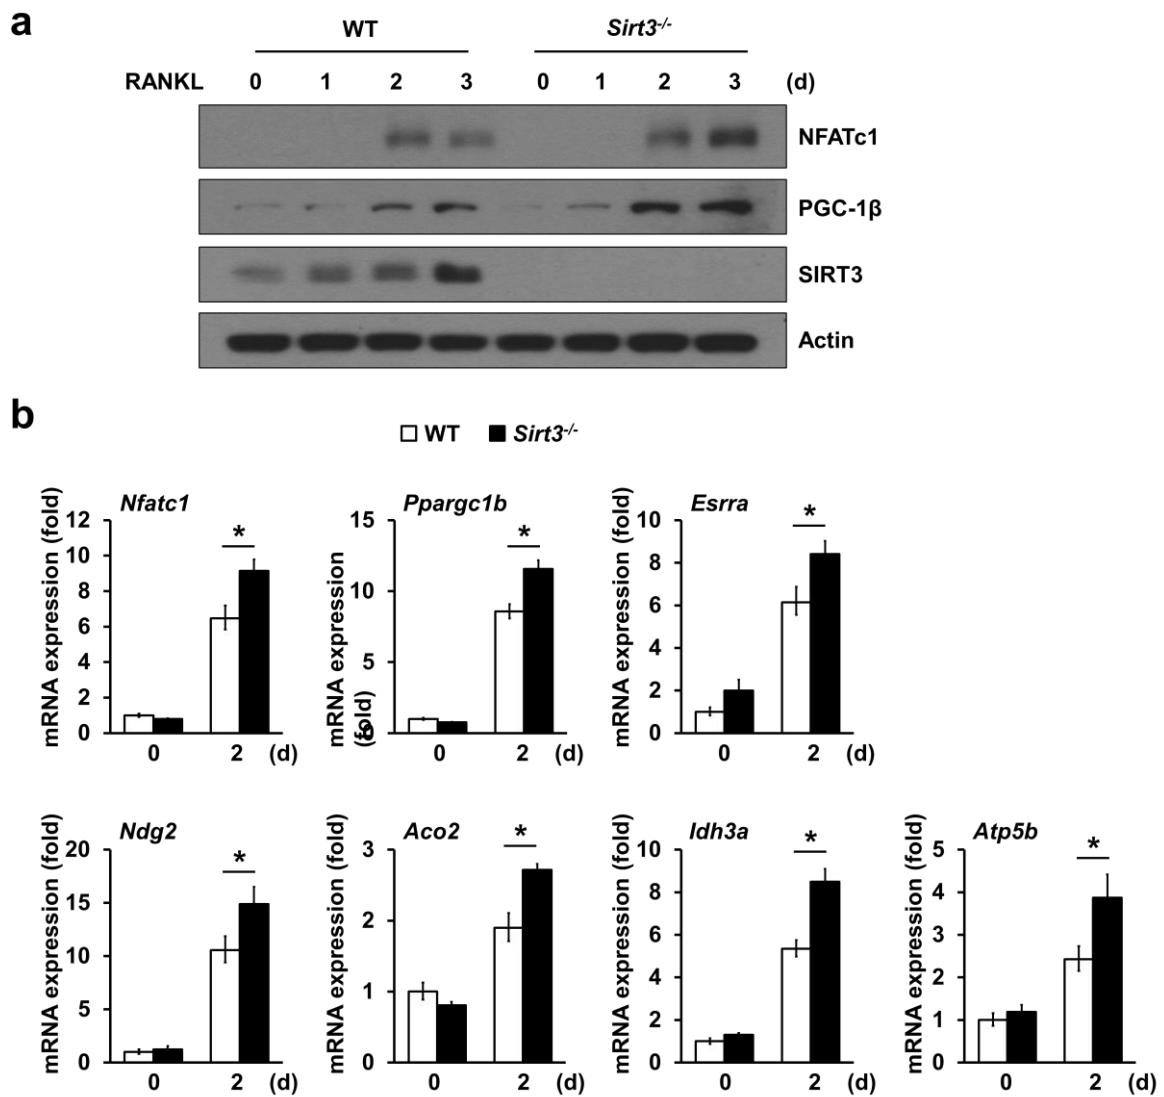 a
WT Sirt3-/-
RANKL 0 1 2 3 0 1 2 3 (d)
NFATc1
PGC-1β
SIRT3
Actin
b
WT Sirt3-/-
Nfatc1
mRNA expression (fold)
12
10
8
6
4
2
0
0 2 (d)
Ppargc1b
mRNA expression
(fold)
15
10
5
0
0 2 (d)
Esrra
mRNA expression (fold)
10
8
6
4
2
0
0 2 (d)
*
*
*
Ndg2
mRNA expression (fold)
20
15
10
5
0
0 2 (d)
Aco2
mRNA expression (fold)
3
2
1
0
0 2 (d)
Idh3a
mRNA expression (fold)
10
8
6
4
2
0
0 2 (d)
Atp5b
mRNA expression (fold)
5
4
3
2
1
0
0 2 (d)
*
*
*
*